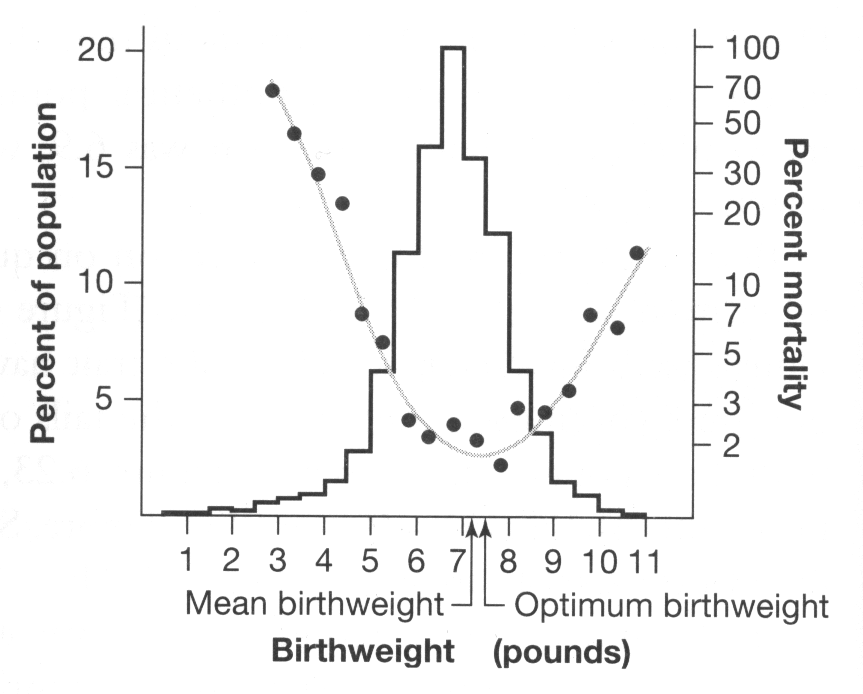 Percent of population
20
15
10
5
Percent mortality
100
70
50
30
20
10
7
5
3
2
1 2 3 4 5 6 7 8 9 10 11
Mean birthweight
Optimum birthweight
Birthweight (pounds)